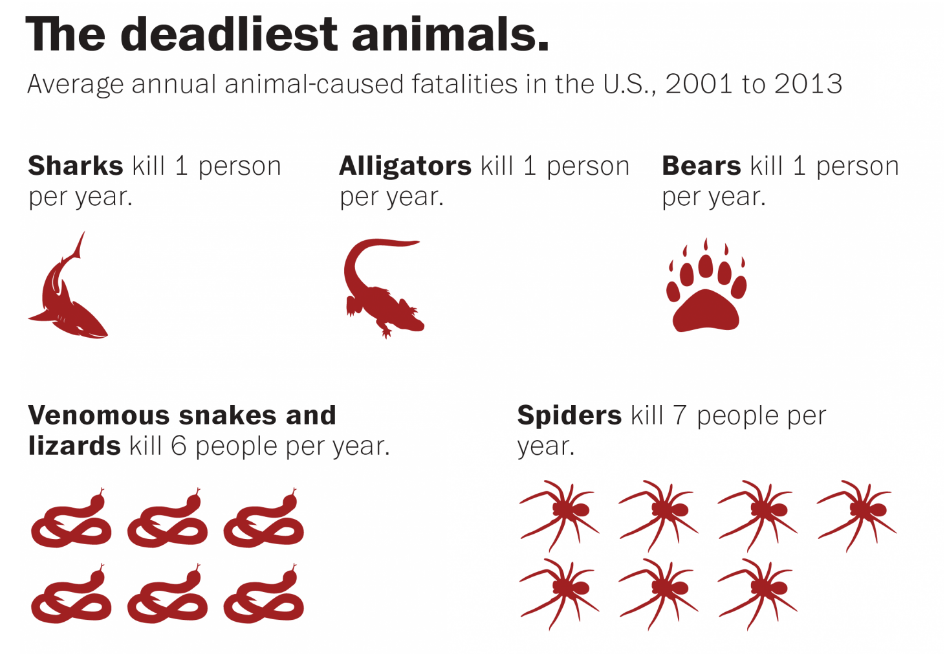 The deadliest animals.
Average annual animal-caused fatalities in the U.S., 2001 to 2013
Sharks kill 1 person
per year.
Alligators kill 1 person
per year.
Bears kill 1 person
per year.
Venomous snakes and
lizards kill 6 people per year.
Spiders kill 7 people per
year.